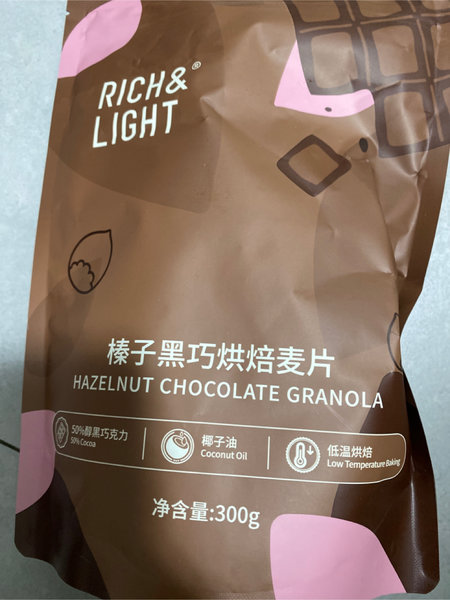 RICH&®
LIGHT
榛子黑巧烘焙麦片
HAZELNUT CHOCOLATE GRANOLA
50%醇黑巧克力
50% Cocoa
椰子油
Coconut Oil
低温烘焙
Low Temperature Baking
净含量:300g